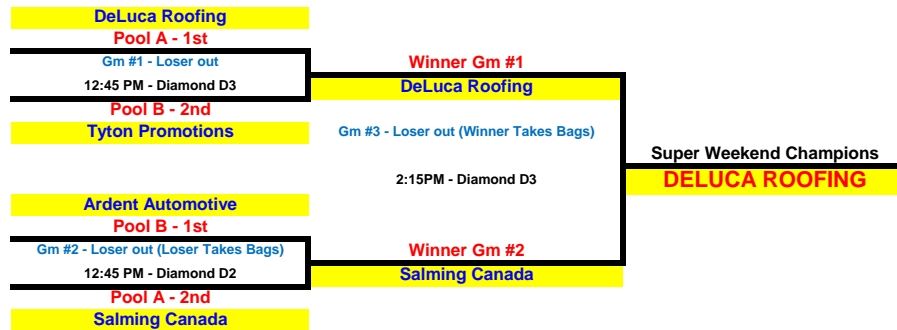 DeLuca Roofing
Pool A - 1st
Gm #1 - Loser out
12:45 PM - Diamond D3
Pool B - 2nd
Tyton Promotions
Winner Gm #1
DeLuca Roofing
Gm #3 - Loser out (Winner Takes Bags)
2:15PM - Diamond D3
Super Weekend Champions
DELUCA ROOFING
Ardent Automotive
Pool B - 1st
Gm #2 - Loser out (Loser Takes Bags)
12:45 PM - Diamond D2
Pool A - 2nd
Salming Canada
Winner Gm #2
Salming Canada